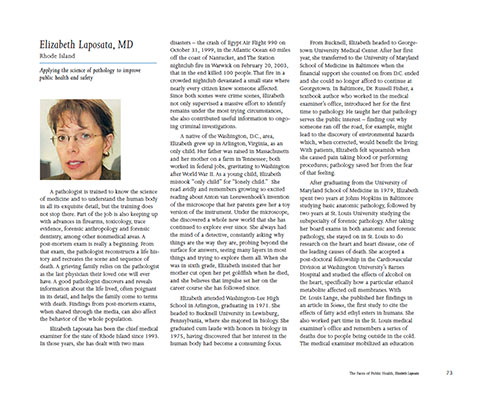 Elizabeth Laposata, MD
Rhode Island
Applying the science of pathology to improve
public health and safety
A pathologist is trained to know the science
of medicine and to understand the human body
in all its exquisite detail, but the training does
not stop there. Part of the job is also keeping up
with advances in firearms, toxicology, trace
evidence, forensic anthropology and forensic
dentistry, among other nonmedical areas. A
post-mortem exam is really a beginning. From
that exam, the pathologist reconstructs a life his-
tory and recreates the scene and sequence of
death. A grieving family relies on the pathologist
as the last physician their loved one will ever
have. A good pathologist discovers and reveals
information about the life lived, often poignant
in its detail, and helps the family come to terms
with death. Findings from post-mortem exams,
when shared through the media, can also affect
the behavior of the whole population.
Elizabeth Laposata has been the chief medical
examiner for the state of Rhode Island since 1993.
In those years, she has dealt with two mass
disasters – the crash of Egypt Air Flight 990 on
October 31, 1999, in the Atlantic Ocean 60 miles
off the coast of Nantucket, and The Station
nightclub fire in Warwick on February 20, 2003,
that in the end killed 100 people. That fire in a
crowded nightclub devastated a small state where
nearly every citizen knew someone affected.
Since both scenes were crime scenes, Elizabeth
not only supervised a massive effort to identify
remains under the most trying circumstances,
she also contributed useful information to ongo-
ing criminal investigations.
A native of the Washington, D.C., area,
Elizabeth grew up in Arlington, Virginia, as an
only child. Her father was raised in Massachusetts
and her mother on a farm in Tennessee, both
worked in federal jobs, gravitating to Washington
after World War II. As a young child, Elizabeth
mistook "only child" for "lonely child." She
read avidly and remembers growing so excited
reading about Anton van Leeuwenhoek's invention
of the microscope that her parents gave her a toy
version of the instrument. Under the microscope,
she discovered a whole new world that she has
continued to explore ever since. She always had
the mind of a detective, constantly asking why
things are the way they are, probing beyond the
surface for answers, seeing many layers in most
things and trying to explore them all. When she
was in sixth grade, Elizabeth insisted that her
mother cut open her pet goldfish when he died,
and she believes that impulse set her on the
career course she has followed since.
Elizabeth attended Washington-Lee High
School in Arlington, graduating in 1971. She
headed to Bucknell University in Lewisburg,
Pennsylvania, where she majored in biology. She
graduated cum laude with honors in biology in
1975, having discovered that her interest in the
human body had become a consuming focus.
From Bucknell, Elizabeth headed to George-
town University Medical Center. After her first
year, she transferred to the University of Maryland
School of Medicine in Baltimore when the
financial support she counted on from D.C. ended
and she could no longer afford to continue at
Georgetown. In Baltimore, Dr. Russell Fisher, a
textbook author who worked in the medical
examiner's office, introduced her for the first
time to pathology. He taught her that pathology
serves the public interest – finding out why
someone ran off the road, for example, might
lead to the discovery of environmental hazards
which, when corrected, would benefit the living.
With patients, Elizabeth felt squeamish when
she caused pain taking blood or performing
procedures; pathology saved her from the fear
of that feeling.
After graduating from the University of
Maryland School of Medicine in 1979, Elizabeth
spent two years at Johns Hopkins in Baltimore
studying basic anatomic pathology, followed by
two years at St. Louis University studying the
subspecialty of forensic pathology. After taking
her board exams in both anatomic and forensic
pathology, she stayed on in St. Louis to do
research on the heart and heart disease, one of
the leading causes of death. She accepted a
post-doctoral fellowship in the Cardiovascular
Division at Washington University's Barnes
Hospital and studied the effects of alcohol on
the heart, specifically how a particular ethanol
metabolite affected cell membranes. With
Dr. Louis Lange, she published her findings in
an article in Science, the first study to cite the
effects of fatty acid ethyl esters in humans. She
also worked part time in the St. Louis medical
examiner's office and remembers a series of
deaths due to people being outside in the cold.
The medical examiner mobilized an education
The Faces of Public Health, Elizabeth Laposata
73